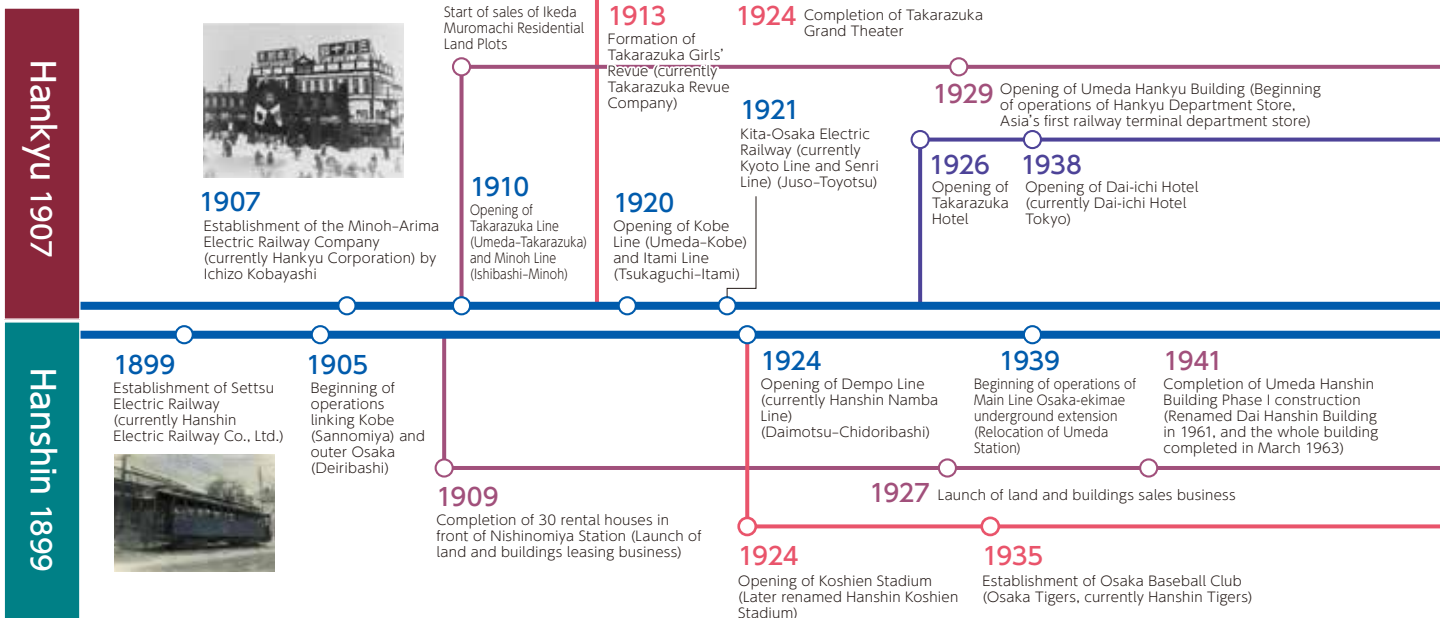 Hankyu 1907
Start of sales of Ikeda
Muromachi Residential
Land Plots
1913
Formation of
Takarazuka Girls'
Revue (currently
Takarazuka Revue
Company)
1924 Completion of Takarazuka
Grand Theater
1929 Opening of Umeda Hankyu Building (Beginning
of operations of Hankyu Department Store,
Asia's first railway terminal department store)
1921
Kita-Osaka Electric
Railway (currently
Kyoto Line and Senri
Line) (Juso–Toyotsu)
1926
Opening of
Takarazuka
Hotel
1938
Opening of Dai-ichi Hotel
(currently Dai-ichi Hotel
Tokyo)
1907
Establishment of the Minoh–Arima
Electric Railway Company
(currently Hankyu Corporation) by
Ichizo Kobayashi
1910
Opening of
Takarazuka Line
(Umeda–Takarazuka)
and Minoh Line
(Ishibashi–Minoh)
1920
Opening of Kobe
Line (Umeda–Kobe)
and Itami Line
(Tsukaguchi–Itami)
Hanshin 1899
1899
Establishment of Settsu
Electric Railway
(currently Hanshin
Electric Railway Co., Ltd.)
1905
Beginning of
operations
linking Kobe
(Sannomiya) and
outer Osaka
(Deiribashi)
1924
Opening of Dempo Line
(currently Hanshin Namba
Line)
(Daimotsu–Chidoribashi)
1939
Beginning of operations of
Main Line Osaka-ekimae
underground extension
(Relocation of Umeda
Station)
1941
Completion of Umeda Hanshin
Building Phase I construction
(Renamed Dai Hanshin Building
in 1961, and the whole building
completed in March 1963)
1909
Completion of 30 rental houses in
front of Nishinomiya Station (Launch of
land and buildings leasing business)
1927 Launch of land and buildings sales business
1924
Opening of Koshien Stadium
(Later renamed Hanshin Koshien
Stadium)
1935
Establishment of Osaka Baseball Club
(Osaka Tigers, currently Hanshin Tigers)